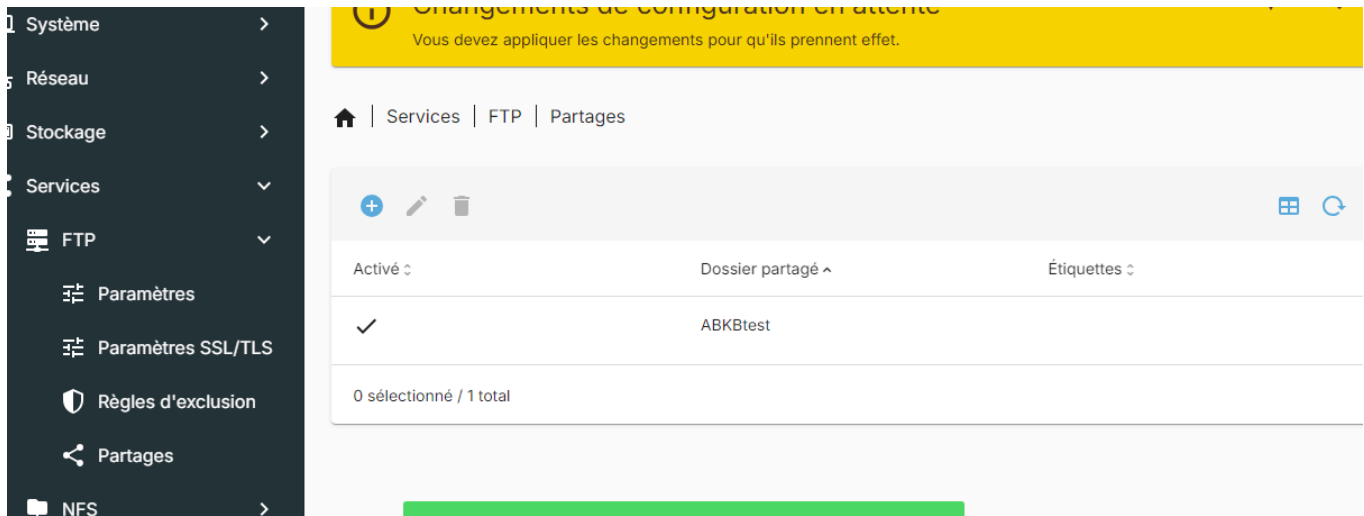 Système
Réseau
Stockage
Services
FTP
Paramètres
Paramètres SSL/TLS
Règles d'exclusion
Partages
NFS
Changements de configuration en attente
Vous devez appliquer les changements pour qu'ils prennent effet.
Services | FTP | Partages
Activé Dossier partagé Étiquettes
ABKBtest
0 sélectionné / 1 total